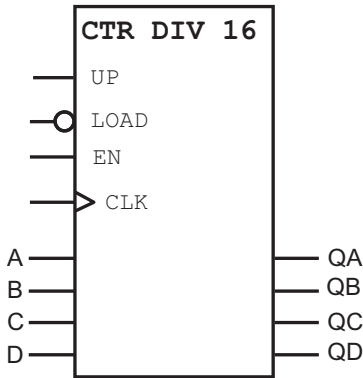 CTR DIV 16
UP
LOAD
EN
CLK
A QA
B QB
C QC
D QD